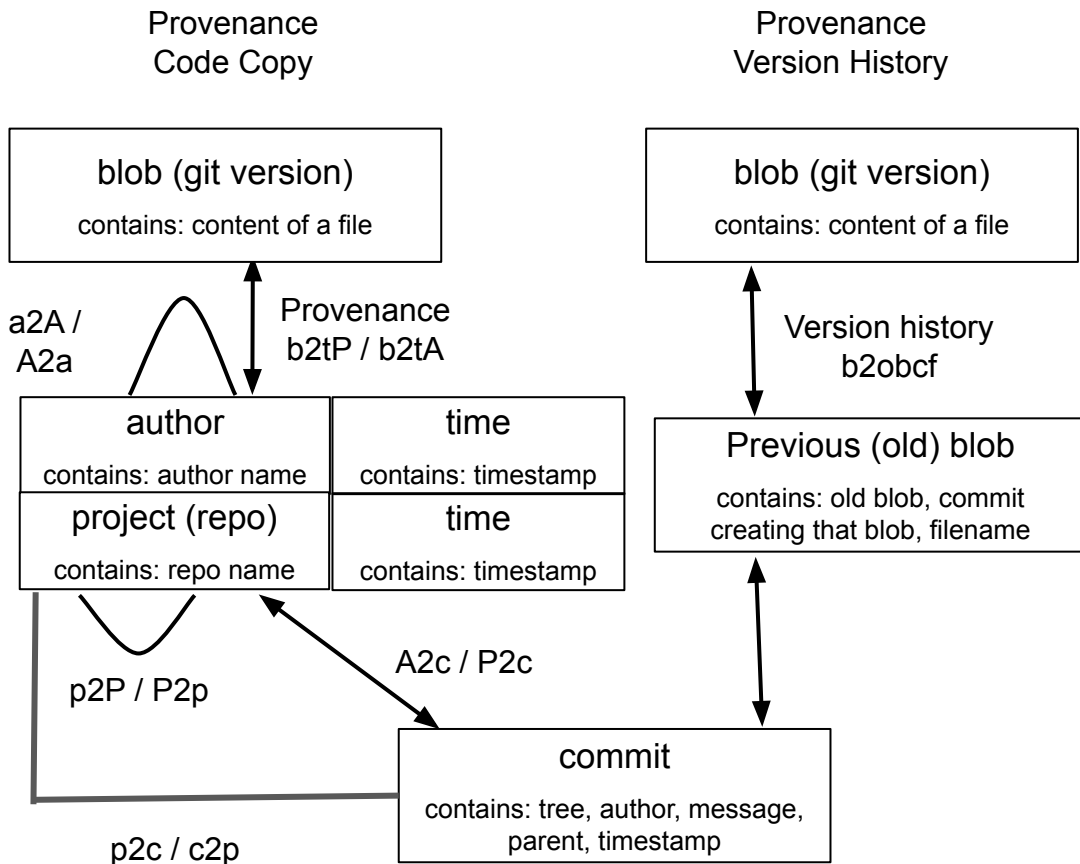 Provenance
Code Copy
Provenance
Version History
blob (git version)
contains: content of a file
blob (git version)
contains: content of a file
a2A /
A2a
Provenance
b2tP / b2tA
Version history
b2obcf
author
contains: author name
time
contains: timestamp
Previous (old) blob
contains: old blob, commit
creating that blob, filename
project (repo)
contains: repo name
time
contains: timestamp
p2P / P2p
A2c / P2c
commit
contains: tree, author, message,
parent, timestamp
p2c / c2p